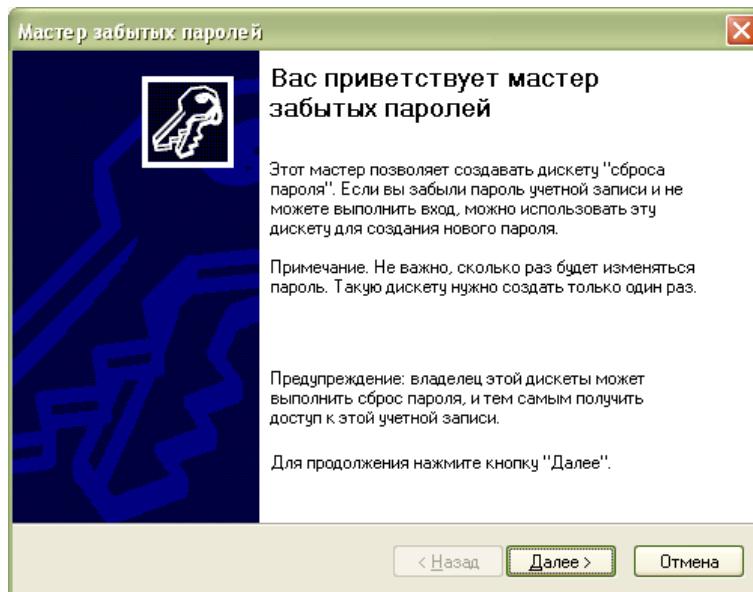 Мастер забытых паролей
Вас приветствует мастер
забытых паролей
Этот мастер позволяет создавать дискету "сброса
пароля". Если вы забыли пароль учетной записи и не
можете выполнить вход, можно использовать эту
дискету для создания нового пароля.
Примечание. Не важно, сколько раз будет изменяться
пароль. Такую дискету нужно создать только один раз.
Предупреждение: владелец этой дискеты может
выполнить сброс пароля, и тем самым получить
доступ к этой учетной записи.
Для продолжения нажмите кнопку "Далее".
< Назад Далее > Отмена